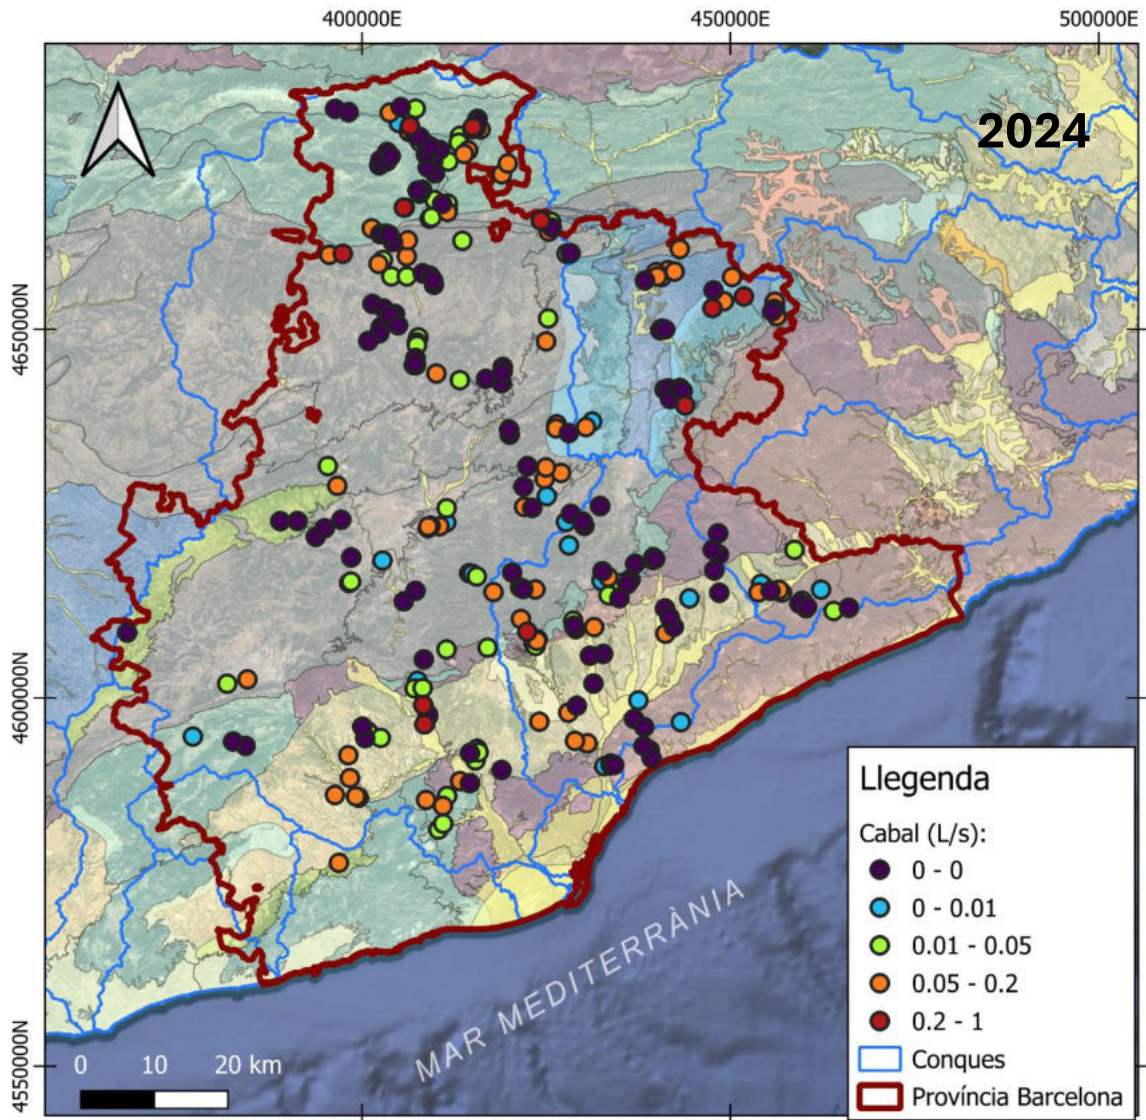 400000E
450000E
500000E
2024
4650000N
4600000N
4550000N
Llegenda
Cabal (L/s):
0 - 0
0 - 0.01
0.01 - 0.05
0.05 - 0.2
0.2 - 1
Conques
Província Barcelona
MAR MEDITERRÀNIA
0 10 20 km